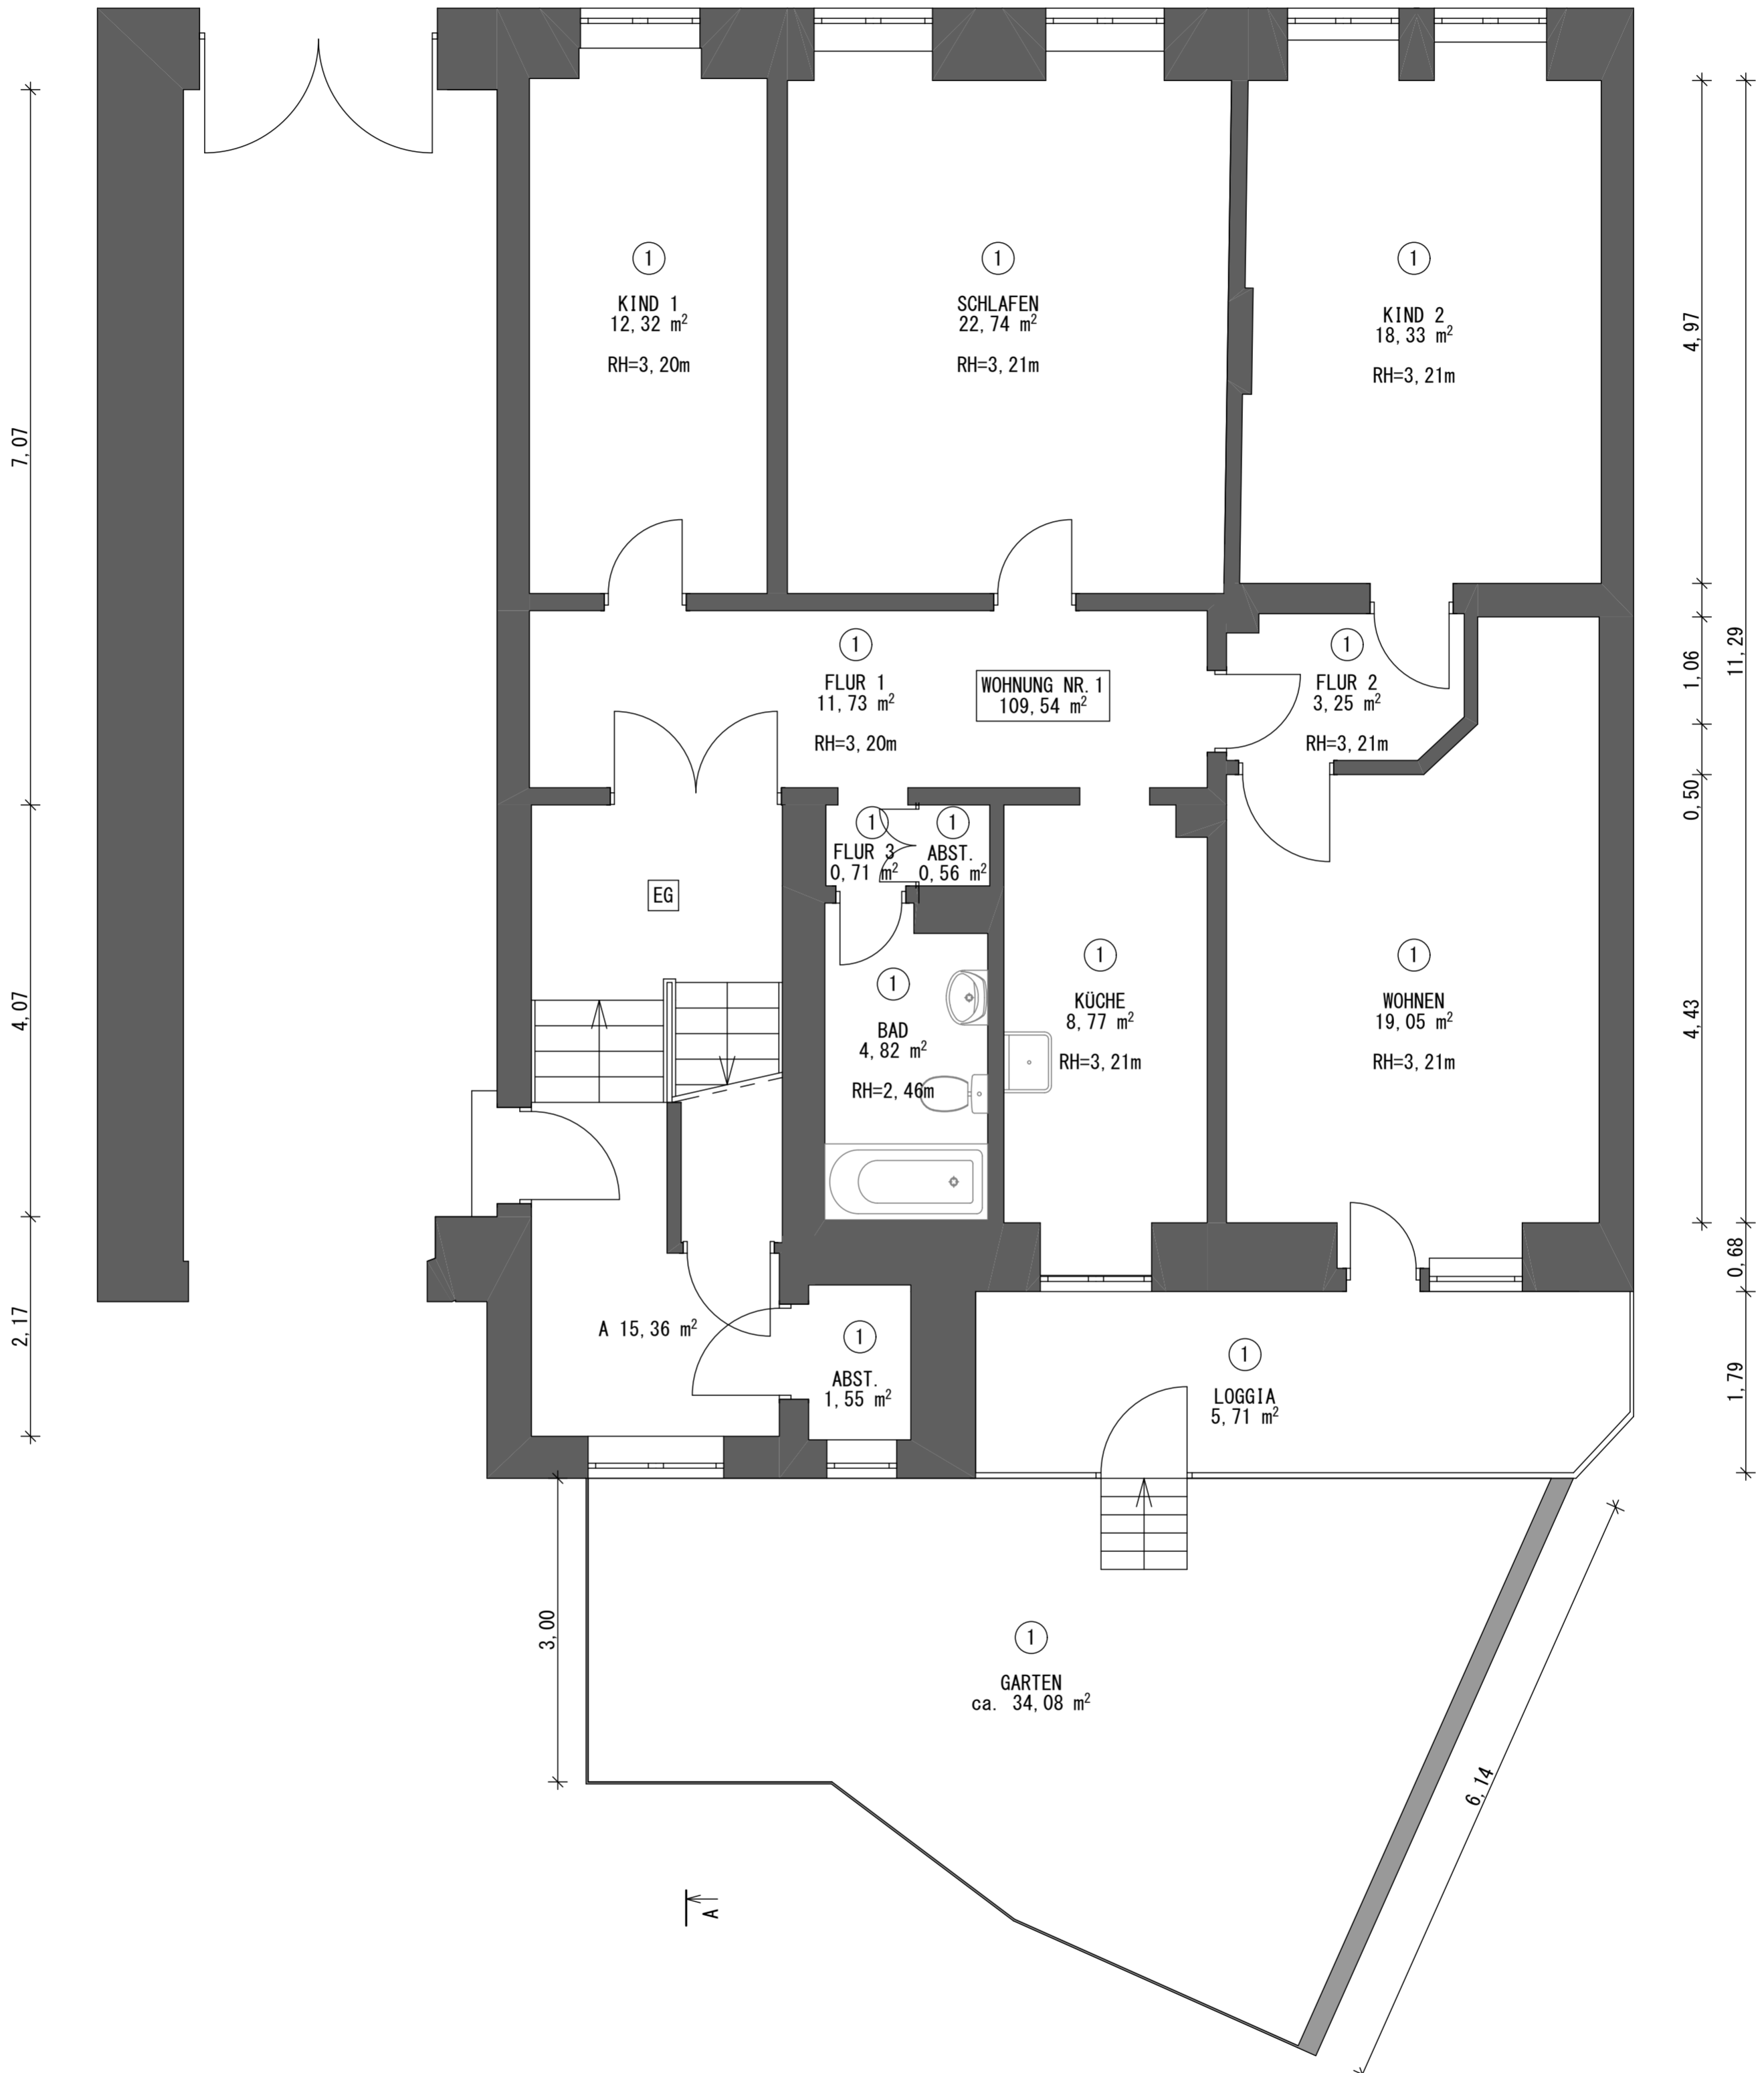 1
KIND 1
12,32 m²
RH=3,20m
1
SCHLAFEN
22,74 m²
RH=3,21m
1
KIND 2
18,33 m²
RH=3,21m
4,97
7,07
11,29
1
FLUR 1
11,73 m²
RH=3,20m
WOHNUNG NR.1
109,54 m²
1
FLUR 2
3,25 m²
RH=3,21m
1,06
0,50
1
FLUR 3
0,71 m²
1
ABST.
0,56 m²
EG
1
BAD
4,82 m²
RH=2,46m
1
KÜCHE
8,77 m²
RH=3,21m
1
WOHNEN
19,05 m²
RH=3,21m
4,07
4,43
0,68
2,17
A 15,36 m²
1
ABST.
1,55 m²
1
LOGGIA
5,71 m²
1,79
3,00
1
GARTEN
ca. 34,08 m²
6,14
A